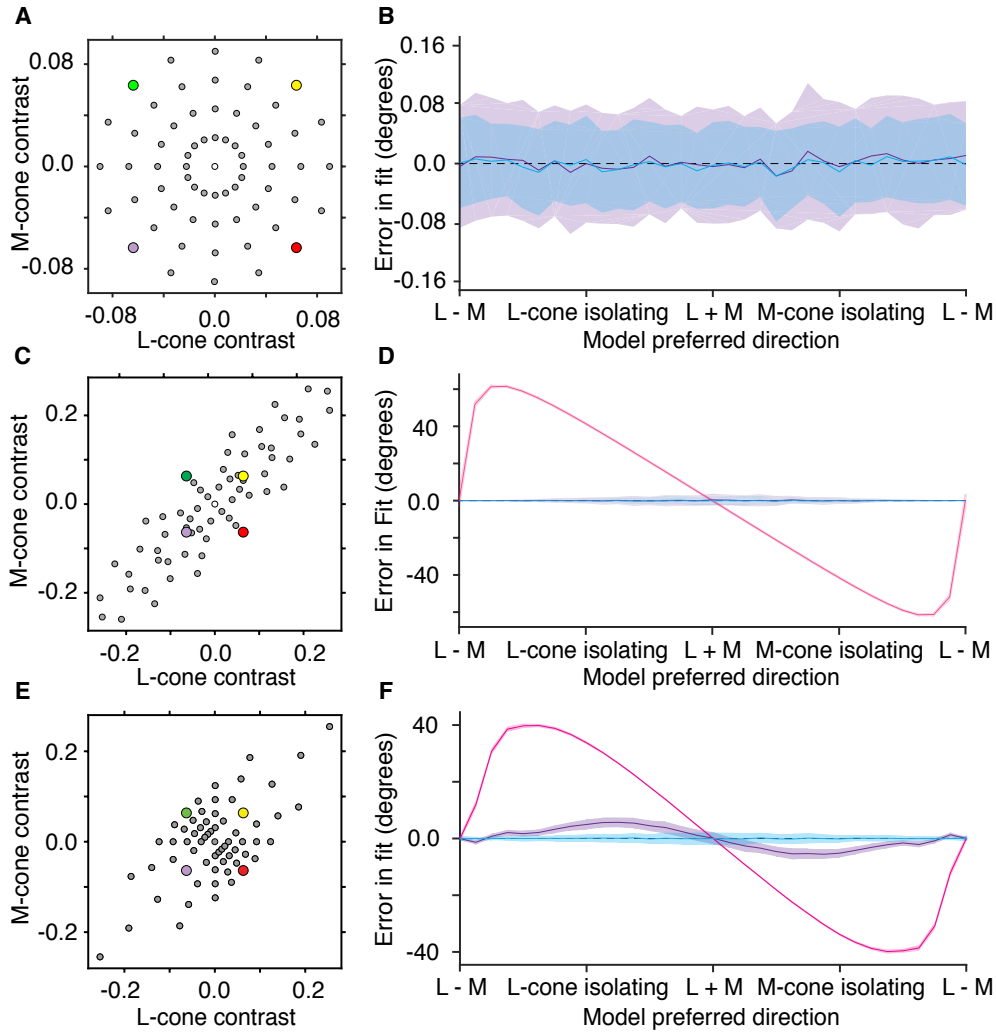 A
M-cone contrast
0.08
0.0
-0.08
-0.08 0.0 0.08
L-cone contrast
B
Error in fit (degrees)
0.16
0.08
0.0
-0.08
-0.16
L - M L-cone isolating L + M M-cone isolating L - M
Model preferred direction
C
M-cone contrast
0.2
0.0
-0.2
-0.2 0.0 0.2
L-cone contrast
D
Error in Fit (degrees)
40
0.0
-40
L - M L-cone isolating L + M M-cone isolating L - M
Model preferred direction
E
M-cone contrast
0.2
0.0
-0.2
-0.2 0.0 0.2
L-cone contrast
F
Error in fit (degrees)
40
0.0
-40
L - M L-cone isolating L + M M-cone isolating L - M
Model preferred direction